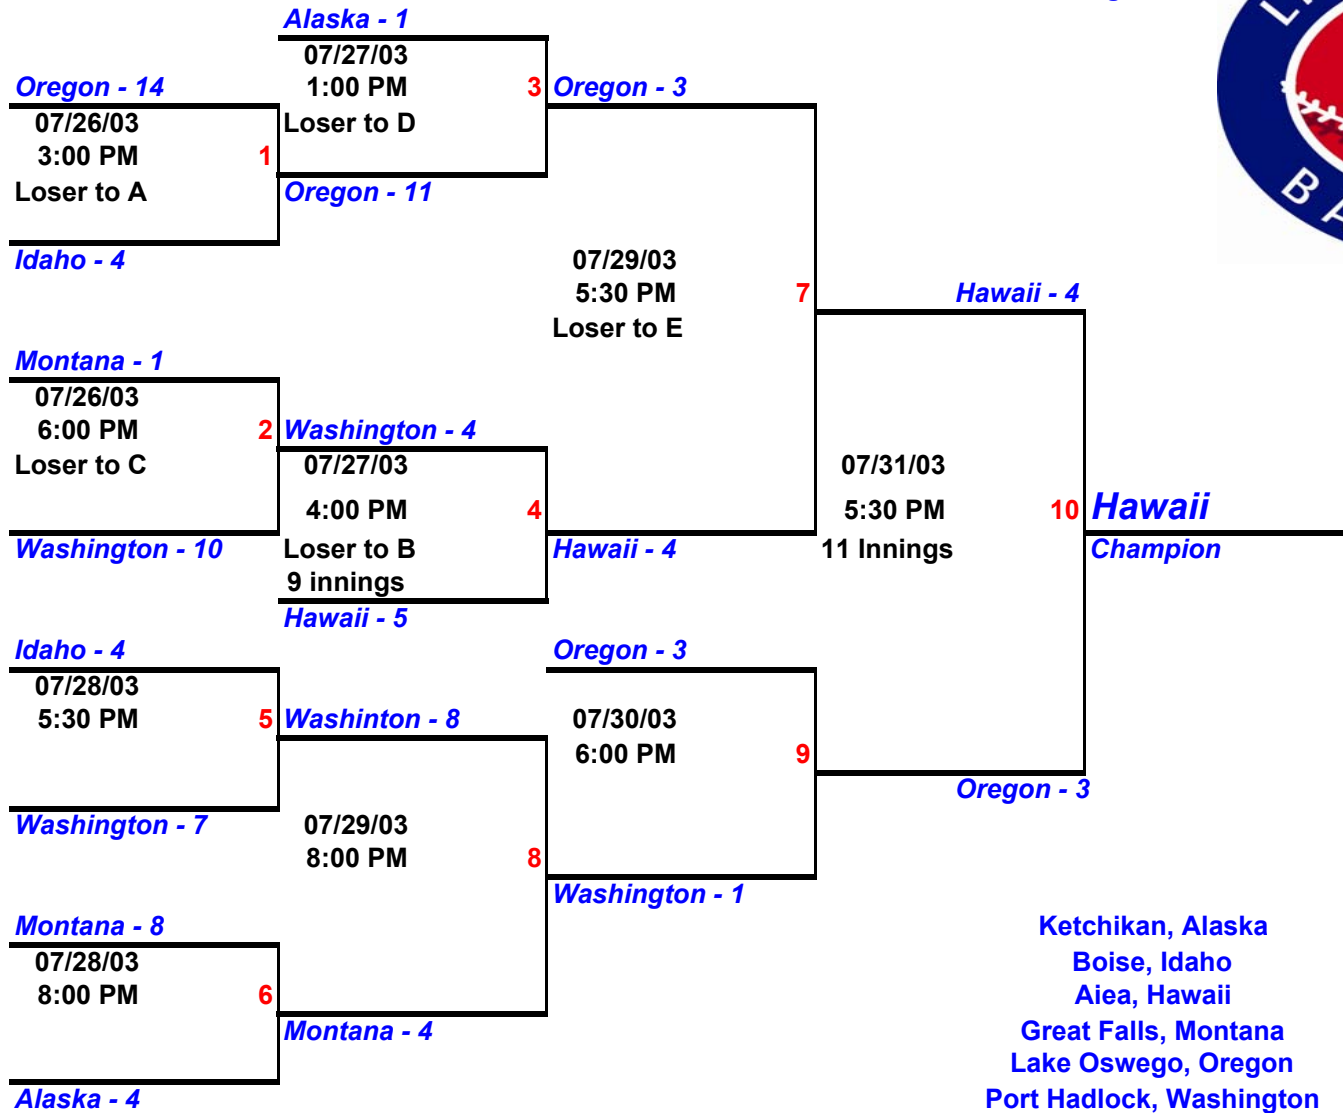 Alaska - 1
07/27/03
Oregon - 14
1:00 PM
3
Oregon - 3
07/26/03
Loser to D
3:00 PM
1
Loser to A
Oregon - 11
Idaho - 4
07/29/03
5:30 PM
7
Hawaii - 4
Loser to E
Montana - 1
07/26/03
6:00 PM
2
Washington - 4
Loser to C
07/27/03
07/31/03
4:00 PM
4
5:30 PM
10
Hawaii
Washington - 10
Loser to B
Hawaii - 4
11 Innings
Champion
9 innings
Hawaii - 5
Idaho - 4
Oregon - 3
07/28/03
5:30 PM
5
Washinton - 8
07/30/03
6:00 PM
9
Oregon - 3
Washington - 7
07/29/03
8:00 PM
8
Washington - 1
Montana - 8
Ketchikan, Alaska
07/28/03
Boise, Idaho
8:00 PM
6
Aiea, Hawaii
Montana - 4
Great Falls, Montana
Lake Oswego, Oregon
Alaska - 4
Port Hadlock, Washington